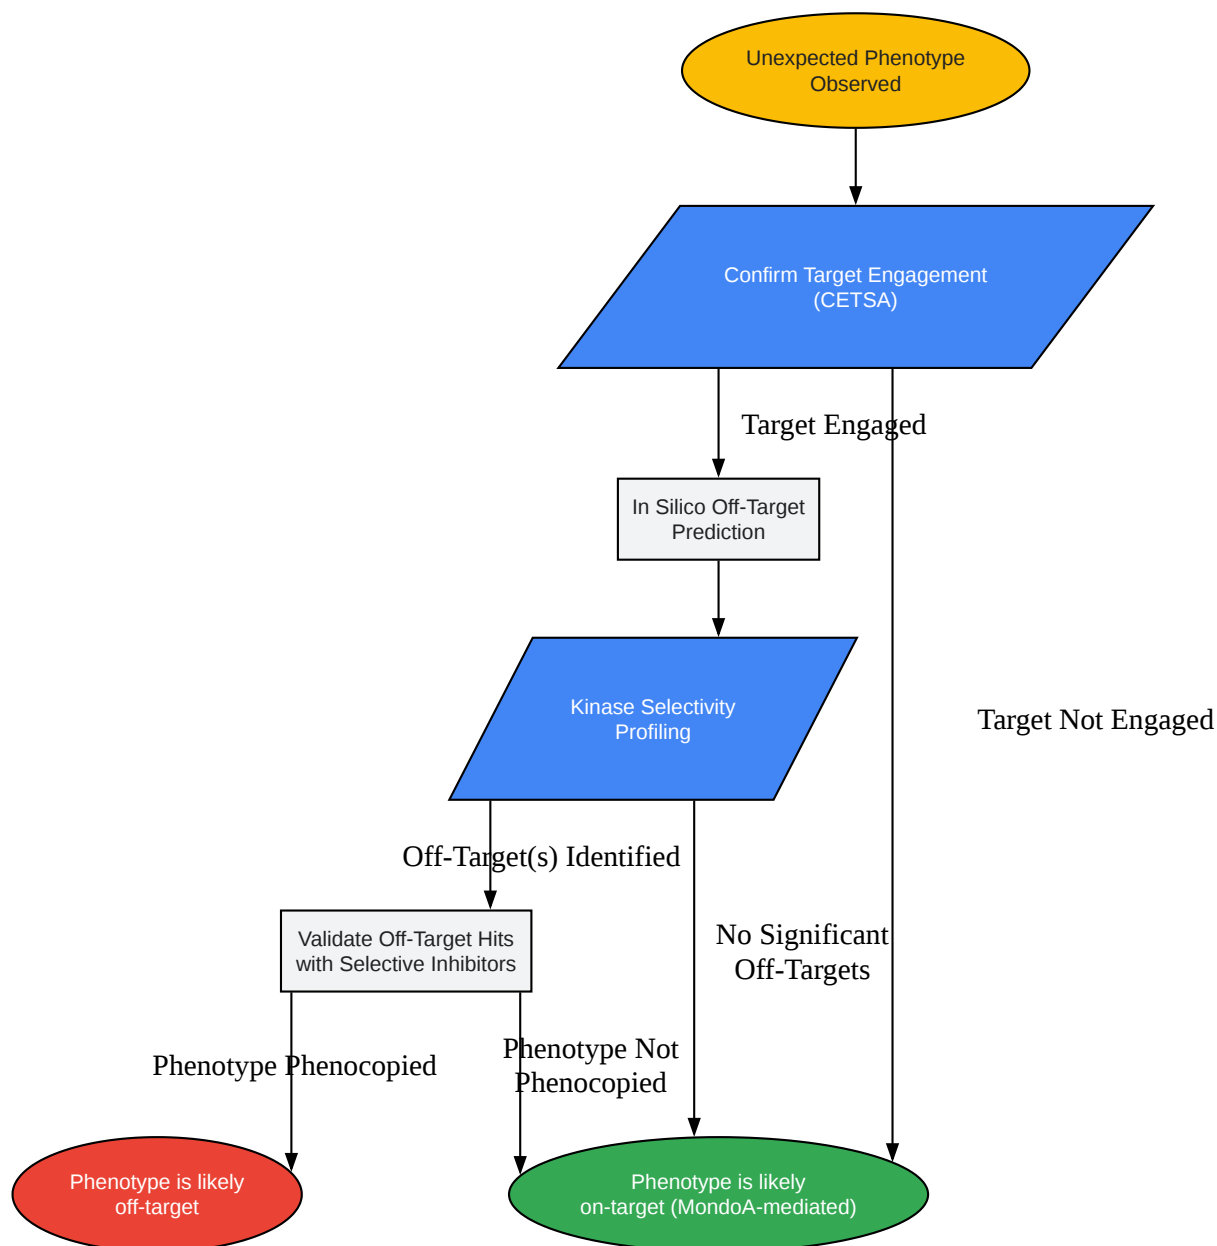 Unexpected Phenotype
Observed
Confirm Target Engagement
(CETSA)
Target Engaged
In Silico Off-Target
Prediction
Kinase Selectivity
Profiling
Target Not Engaged
Off-Target(s) Identified
No Significant
Off-Targets
Validate Off-Target Hits
with Selective Inhibitors
Phenotype Phenocopied
Phenotype Not
Phenocopied
Phenotype is likely
off-target
Phenotype is likely
on-target (MondoA-mediated)